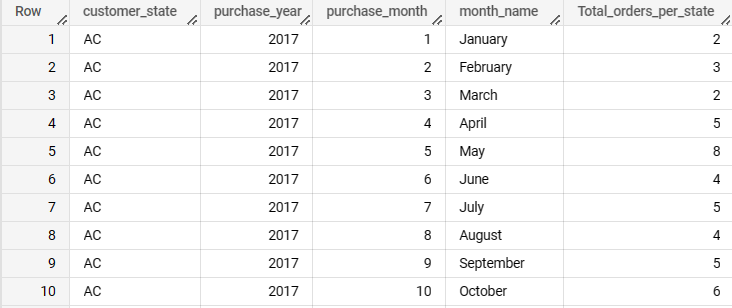 Row customer_state purchase_year purchase_month month_name Total_orders_per_state
1 AC 2017 1 January 2
2 AC 2017 2 February 3
3 AC 2017 3 March 2
4 AC 2017 4 April 5
5 AC 2017 5 May 8
6 AC 2017 6 June 4
7 AC 2017 7 July 5
8 AC 2017 8 August 4
9 AC 2017 9 September 5
10 AC 2017 10 October 6